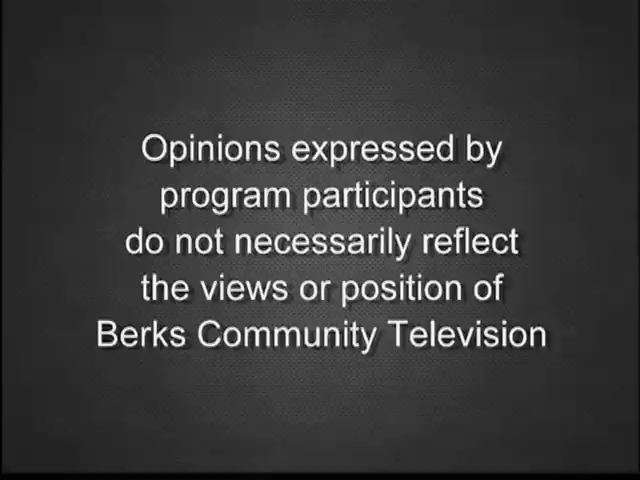 Opinions expressed by
program participants
do not necessarily reflect
the views or position of
Berks Community Television